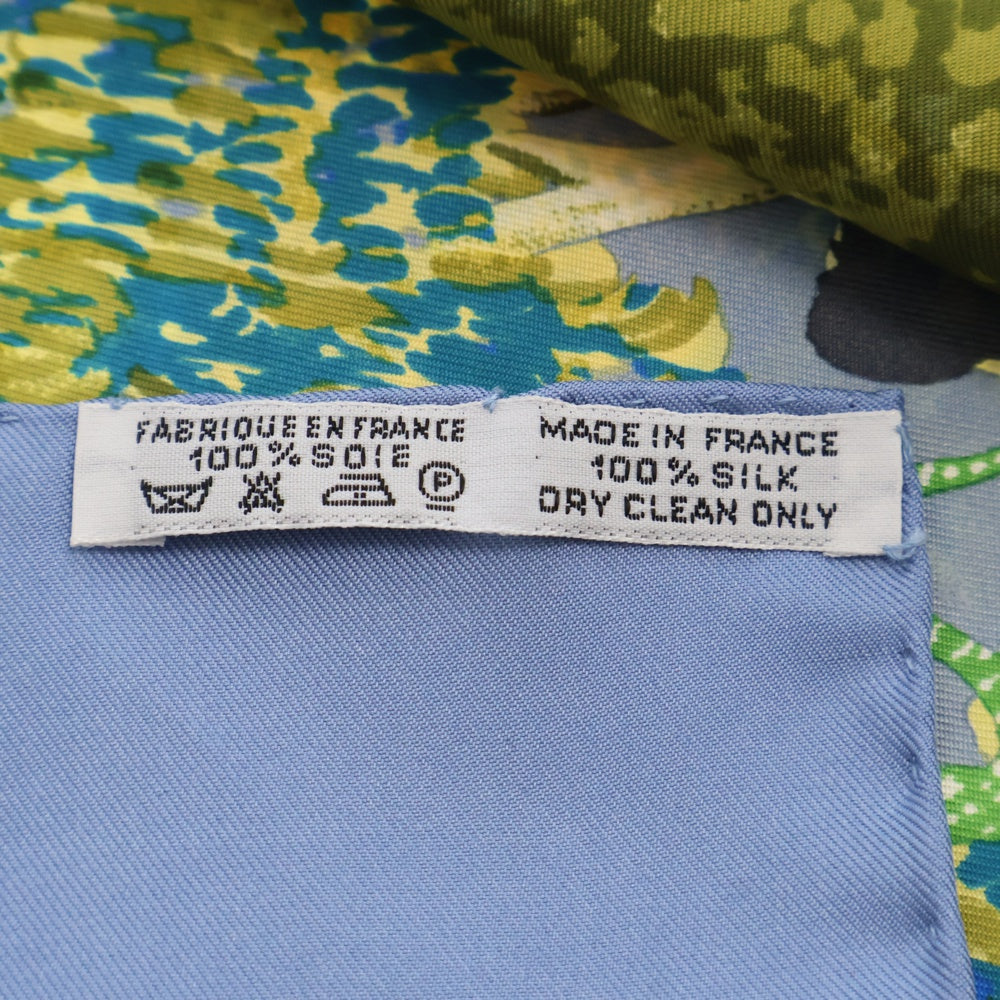 FABRIQUE EN FRANCE
100% SOIE
P
MADE IN FRANCE
100% SILK
DRY CLEAN ONLY